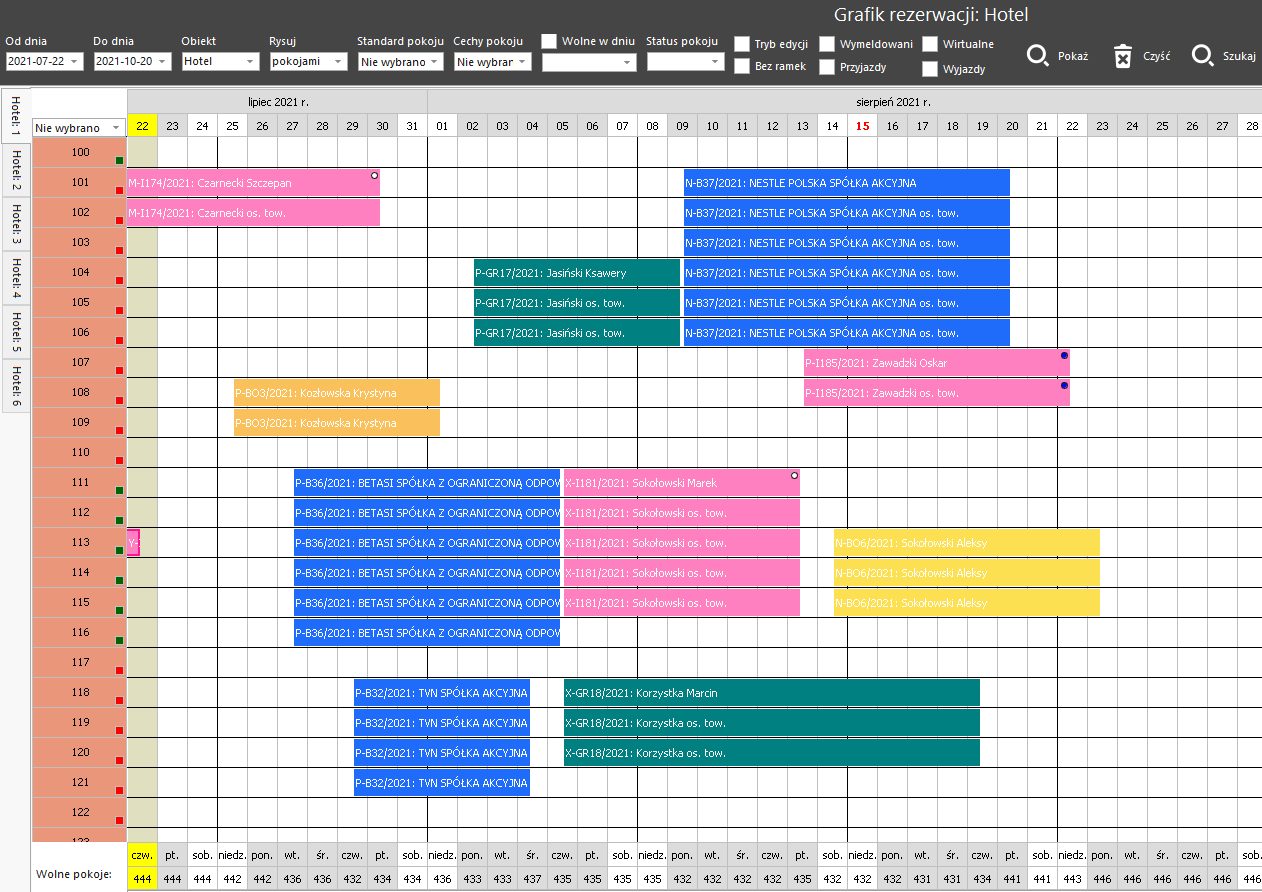 Grafik rezerwacji: Hotel
Od dnia Do dnia Obiekt Rysuj Standard pokoju Cechy pokoju Wolne w dniu Status pokoju Tryb edycji Wymeldowani Wirtualne
2021-07-22 2021-10-20 Hotel pokojami Nie wybrano Nie wybrar Bez ramek Przyjazdy Wyjazdy Pokaż Czyść Szukaj
Hotel: 1
Hotel: 2
Hotel: 3
Hotel: 4
Hotel: 5
Hotel: 6
lipiec 2021 r. sierpień 2021 r.
Nie wybrano 22 23 24 25 26 27 28 29 30 31 01 02 03 04 05 06 07 08 09 10 11 12 13 14 15 16 17 18 19 20 21 22 23 24 25 26 27 28
100
101 M-I174/2021: Czarnecki Szczepan N-B37/2021: NESTLE POLSKA SPÓŁKA AKCYJNA
102 M-I174/2021: Czarnecki os. tow. N-B37/2021: NESTLE POLSKA SPÓŁKA AKCYJNA os. tow.
103 N-B37/2021: NESTLE POLSKA SPÓŁKA AKCYJNA os. tow.
104 P-GR17/2021: Jasiński Ksawery N-B37/2021: NESTLE POLSKA SPÓŁKA AKCYJNA os. tow.
105 P-GR17/2021: Jasiński os. tow. N-B37/2021: NESTLE POLSKA SPÓŁKA AKCYJNA os. tow.
106 P-GR17/2021: Jasiński os. tow. N-B37/2021: NESTLE POLSKA SPÓŁKA AKCYJNA os. tow.
107 P-I185/2021: Zawadzki Oskar
108 P-BO3/2021: Kozłowska Krystyna P-I185/2021: Zawadzki os. tow.
109 P-BO3/2021: Kozłowska Krystyna
110
111 P-B36/2021: BETASI SPÓŁKA Z OGRANICZONĄ ODPOW X-I181/2021: Sokołowski Marek
112 P-B36/2021: BETASI SPÓŁKA Z OGRANICZONĄ ODPOW X-I181/2021: Sokołowski os. tow.
113 Y- P-B36/2021: BETASI SPÓŁKA Z OGRANICZONĄ ODPOW X-I181/2021: Sokołowski os. tow. N-BO6/2021: Sokołowski Aleksy
114 P-B36/2021: BETASI SPÓŁKA Z OGRANICZONĄ ODPOW X-I181/2021: Sokołowski os. tow. N-BO6/2021: Sokołowski Aleksy
115 P-B36/2021: BETASI SPÓŁKA Z OGRANICZONĄ ODPOW X-I181/2021: Sokołowski os. tow. N-BO6/2021: Sokołowski Aleksy
116 P-B36/2021: BETASI SPÓŁKA Z OGRANICZONĄ ODPOW
117
118 P-B32/2021: TVN SPÓŁKA AKCYJNA X-GR18/2021: Korzystka Marcin
119 P-B32/2021: TVN SPÓŁKA AKCYJNA X-GR18/2021: Korzystka os. tow.
120 P-B32/2021: TVN SPÓŁKA AKCYJNA X-GR18/2021: Korzystka os. tow.
121 P-B32/2021: TVN SPÓŁKA AKCYJNA
122
123
czw. pt. sob. niedz. pon. wt. śr. czw. pt. sob. niedz. pon. wt. śr. czw. pt. sob. niedz. pon. wt. śr. czw. pt. sob. niedz. pon. wt. śr. czw. pt. sob. niedz. pon. wt. śr. czw. pt. sob.
Wolne pokoje: 444 444 444 442 442 436 436 432 432 434 436 433 433 437 435 435 435 435 432 432 432 432 435 432 432 432 432 431 434 441 441 443 446 446 446 446 446 446